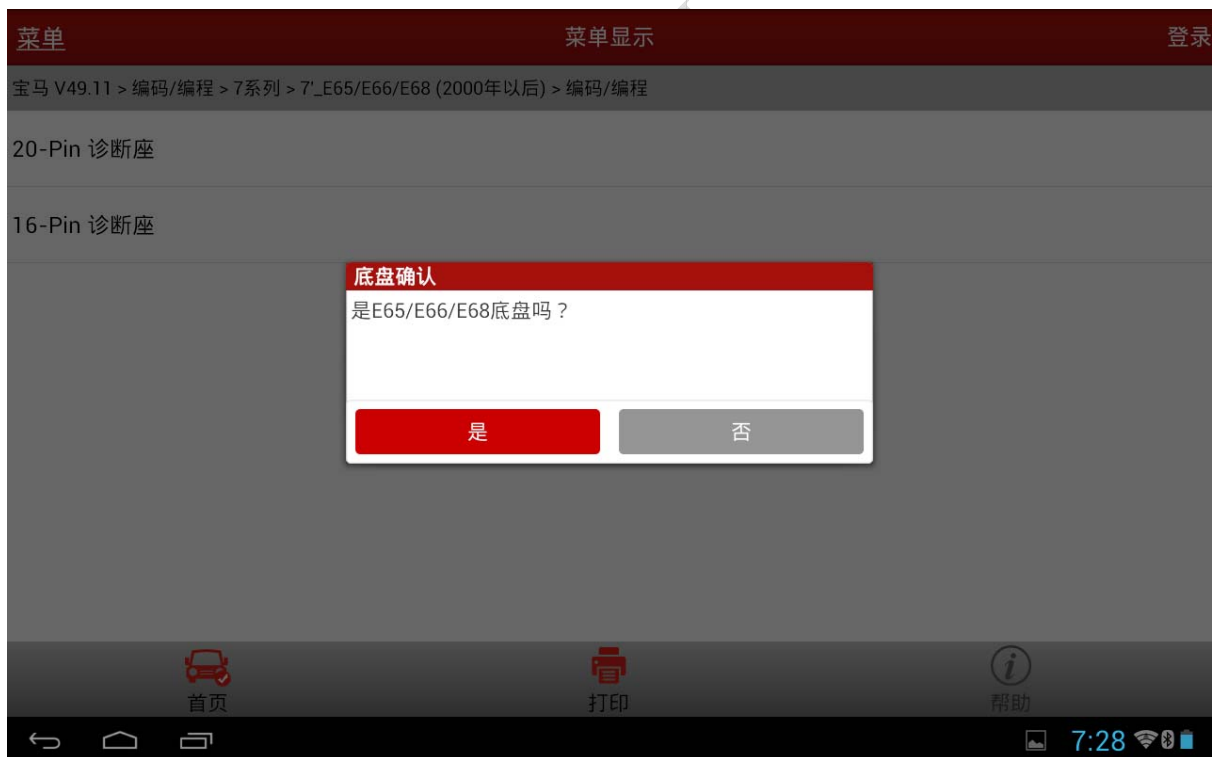 菜单 菜单显示 登录
宝马 V49.11 > 编码/编程 > 7系列 > 7'_E65/E66/E68 (2000年以后) > 编码/编程
20-Pin 诊断座
16-Pin 诊断座
底盘确认
是E65/E66/E68底盘吗？
是 否
首页 打印 帮助
7:28